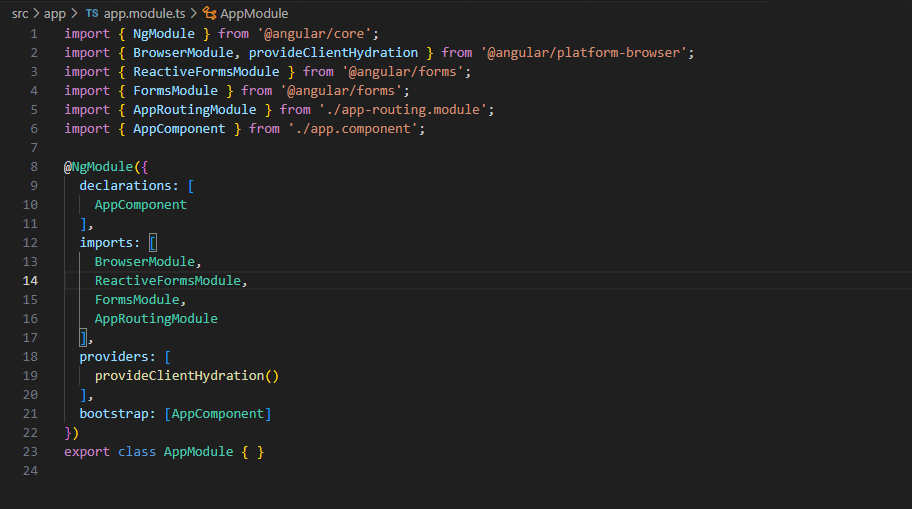 src > app > TS app.module.ts > AppModule
1 import { NgModule } from '@angular/core';
2 import { BrowserModule, provideClientHydration } from '@angular/platform-browser';
3 import { ReactiveFormsModule } from '@angular/forms';
4 import { FormsModule } from '@angular/forms';
5 import { AppRoutingModule } from './app-routing.module';
6 import { AppComponent } from './app.component';
7
8 @NgModule({
9   declarations: [
10     AppComponent
11   ],
12   imports: [
13     BrowserModule,
14     ReactiveFormsModule,
15     FormsModule,
16     AppRoutingModule
17   ],
18   providers: [
19     provideClientHydration()
20   ],
21   bootstrap: [AppComponent]
22 })
23 export class AppModule { }
24